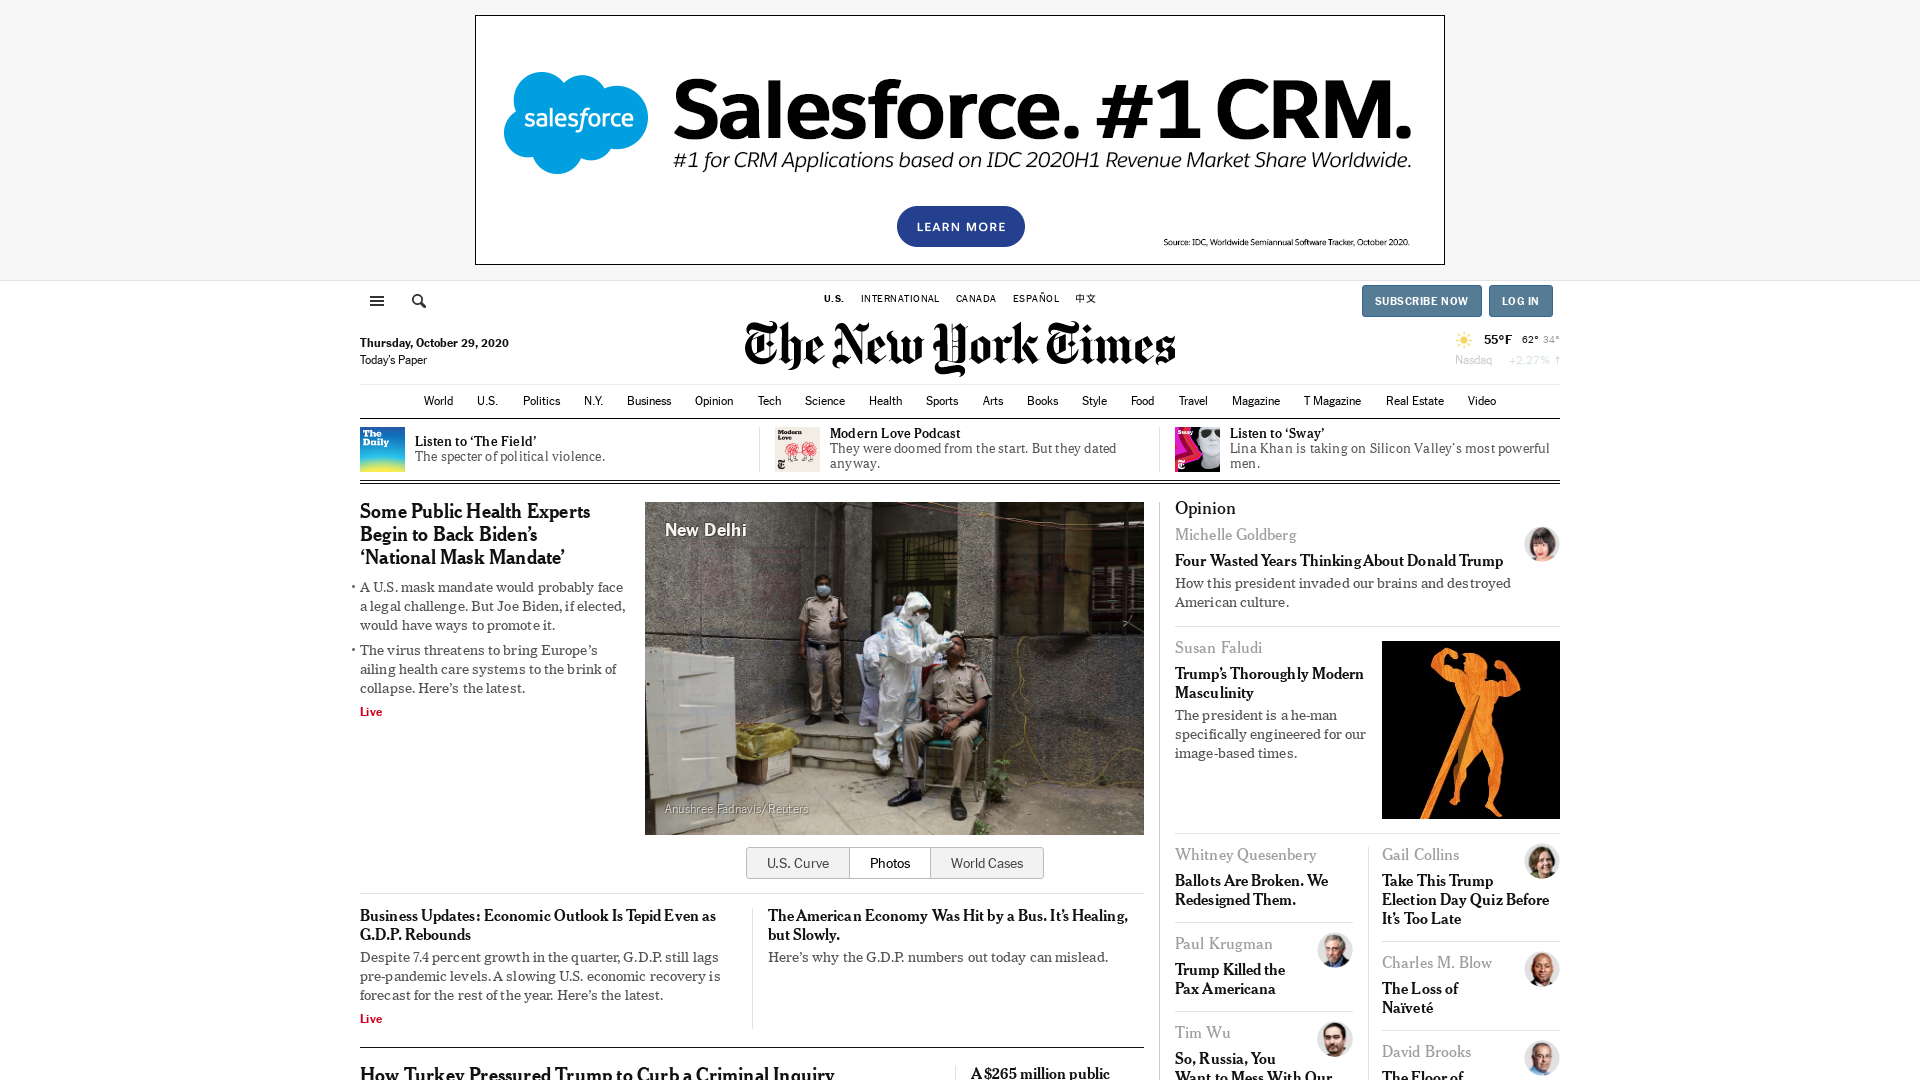 salesforce
Salesforce. #1 CRM.
#1 for CRM Applications based on IDC 2020H1 Revenue Market Share Worldwide.
LEARN MORE
Source: IDC, Worldwide Semiannual Software Tracker, October 2020.
U.S. INTERNATIONAL CANADA ESPAÑOL 中文
SUBSCRIBE NOW LOG IN
The New York Times
Thursday, October 29, 2020
Today's Paper
55°F 62° 34°
Nasdaq +2.27% ↑
World U.S. Politics N.Y. Business Opinion Tech Science Health Sports Arts Books Style Food Travel Magazine T Magazine Real Estate Video
The Daily
Listen to ‘The Field’
The specter of political violence.
Modern Love
Modern Love Podcast
They were doomed from the start. But they dated
anyway.
Sway
Listen to ‘Sway’
Lina Khan is taking on Silicon Valley’s most powerful
men.
Some Public Health Experts
Begin to Back Biden’s
‘National Mask Mandate’
• A U.S. mask mandate would probably face
a legal challenge. But Joe Biden, if elected,
would have ways to promote it.
• The virus threatens to bring Europe’s
ailing health care systems to the brink of
collapse. Here’s the latest.
Live
New Delhi
Anushree Fadnavis/Reuters
U.S. Curve Photos World Cases
Business Updates: Economic Outlook Is Tepid Even as
G.D.P. Rebounds
Despite 7.4 percent growth in the quarter, G.D.P. still lags
pre-pandemic levels. A slowing U.S. economic recovery is
forecast for the rest of the year. Here’s the latest.
Live
The American Economy Was Hit by a Bus. It’s Healing,
but Slowly.
Here’s why the G.D.P. numbers out today can mislead.
How Turkey Pressured Trump to Curb a Criminal Inquiry
A $265 million public
Opinion
Michelle Goldberg
Four Wasted Years Thinking About Donald Trump
How this president invaded our brains and destroyed
American culture.
Susan Faludi
Trump’s Thoroughly Modern
Masculinity
The president is a he-man
specifically engineered for our
image-based times.
Whitney Quesenbery
Ballots Are Broken. We
Redesigned Them.
Paul Krugman
Trump Killed the
Pax Americana
Tim Wu
So, Russia, You
Want to Mess With Our
Gail Collins
Take This Trump
Election Day Quiz Before
It’s Too Late
Charles M. Blow
The Loss of
Naïveté
David Brooks
The Floor of